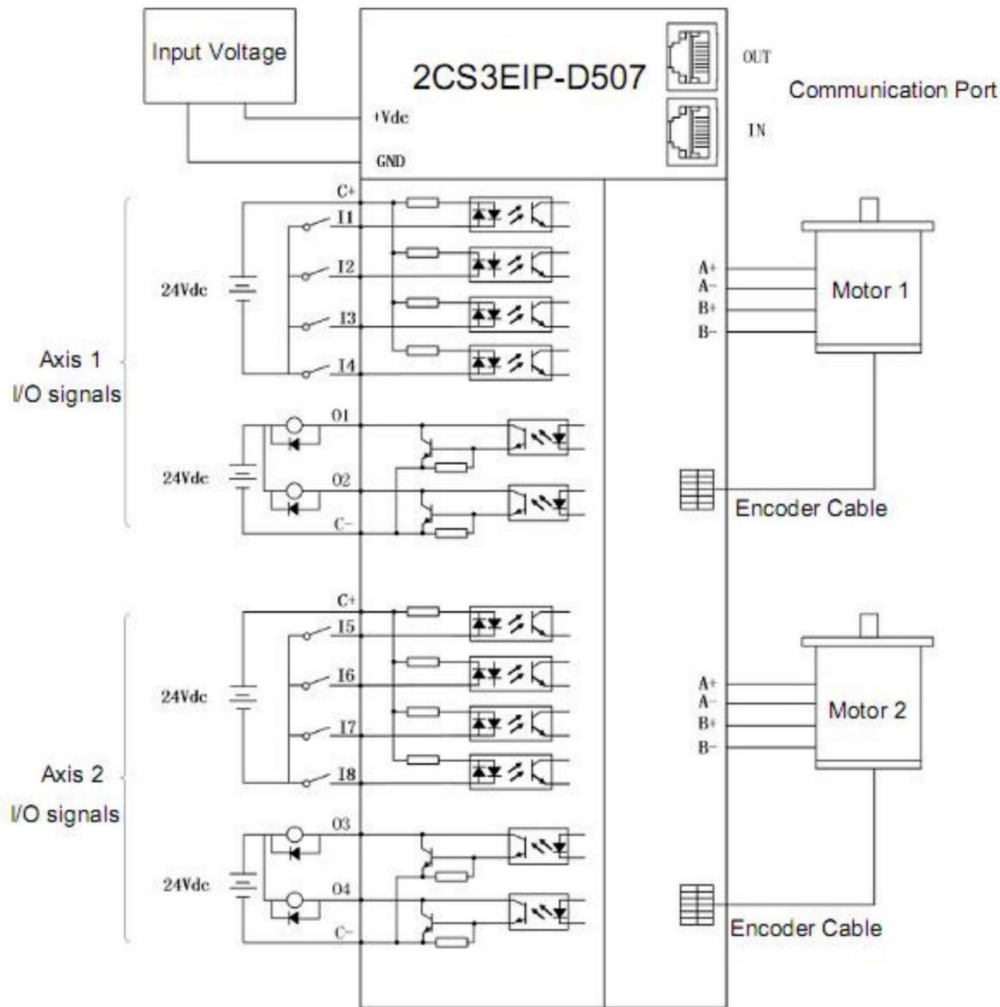 Input Voltage
2CS3EIP-D507
OUT
Communication Port
IN
+Vdc
GND
C+
I1
I2
24Vdc
I3
I4
Axis 1
I/O signals
O1
24Vdc
O2
C-
A+
A-
B+
B-
Motor 1
Encoder Cable
C+
I5
I6
24Vdc
I7
I8
Axis 2
I/O signals
O3
24Vdc
O4
C-
A+
A-
B+
B-
Motor 2
Encoder Cable